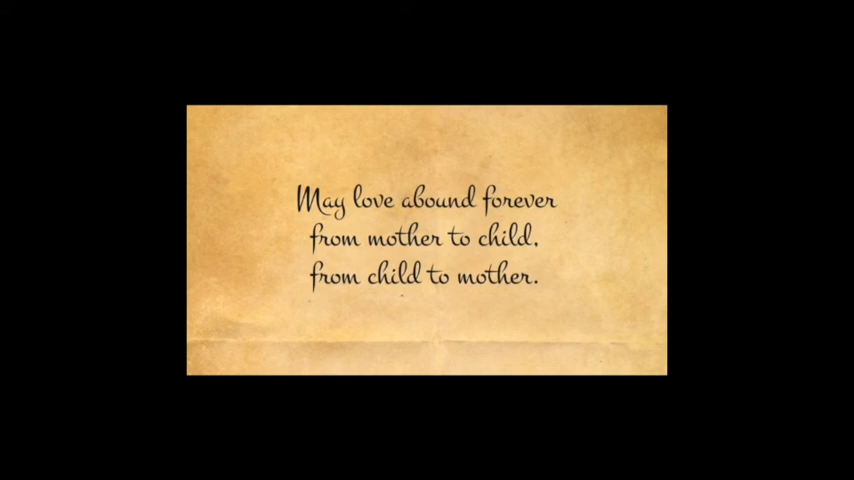 May love abound forever
from mother to child,
from child to mother.